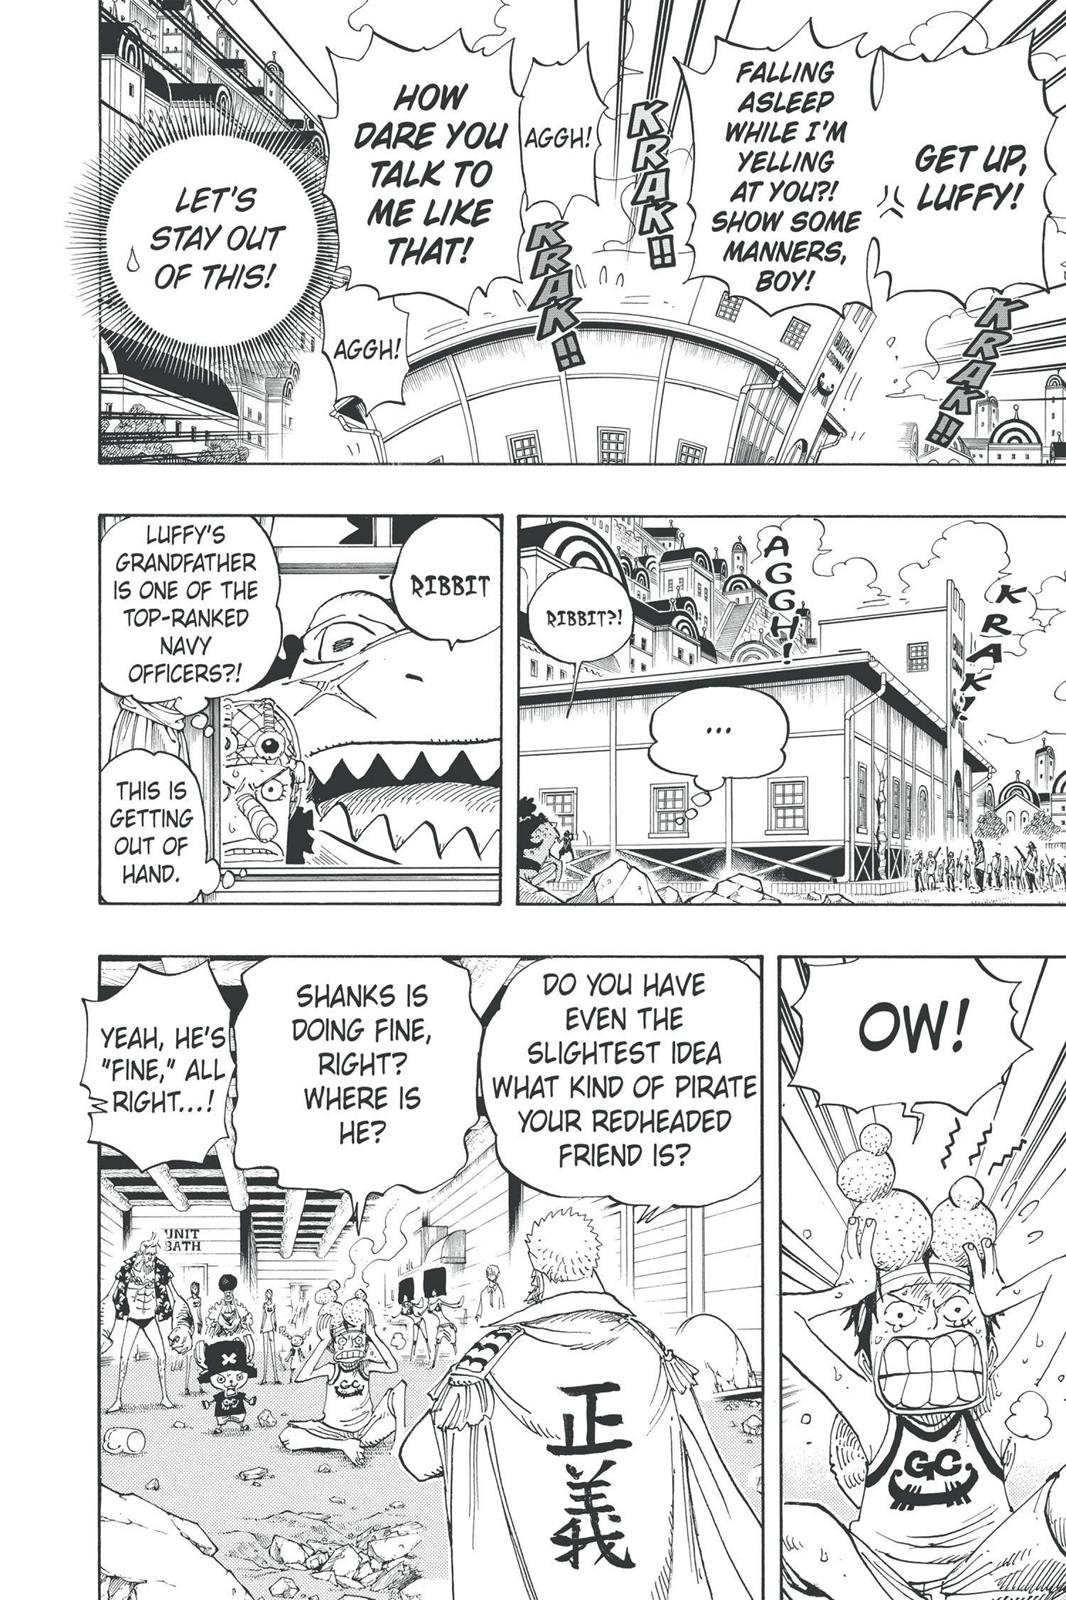 GET UP,
LUFFY!
FALLING
ASLEEP
WHILE I'M
YELLING
AT YOU?!
SHOW SOME
MANNERS,
BOY!
KRAK!!
KRAK!!
AGGH!
KRAK!!
HOW
DARE YOU
TALK TO
ME LIKE
THAT!
AGGH!
LET'S
STAY OUT
OF THIS!
KRAK!
AGGH!
...
RIBBIT?!
RIBBIT
LUFFY'S
GRANDFATHER
IS ONE OF THE
TOP-RANKED
NAVY
OFFICERS?!
THIS IS
GETTING
OUT OF
HAND.
OW!
GC
DO YOU HAVE
EVEN THE
SLIGHTEST IDEA
WHAT KIND OF PIRATE
YOUR REDHEADED
FRIEND IS?
SHANKS IS
DOING FINE,
RIGHT?
WHERE IS
HE?
YEAH, HE'S
"FINE," ALL
RIGHT...!
UNIT
BATH
GC
正義